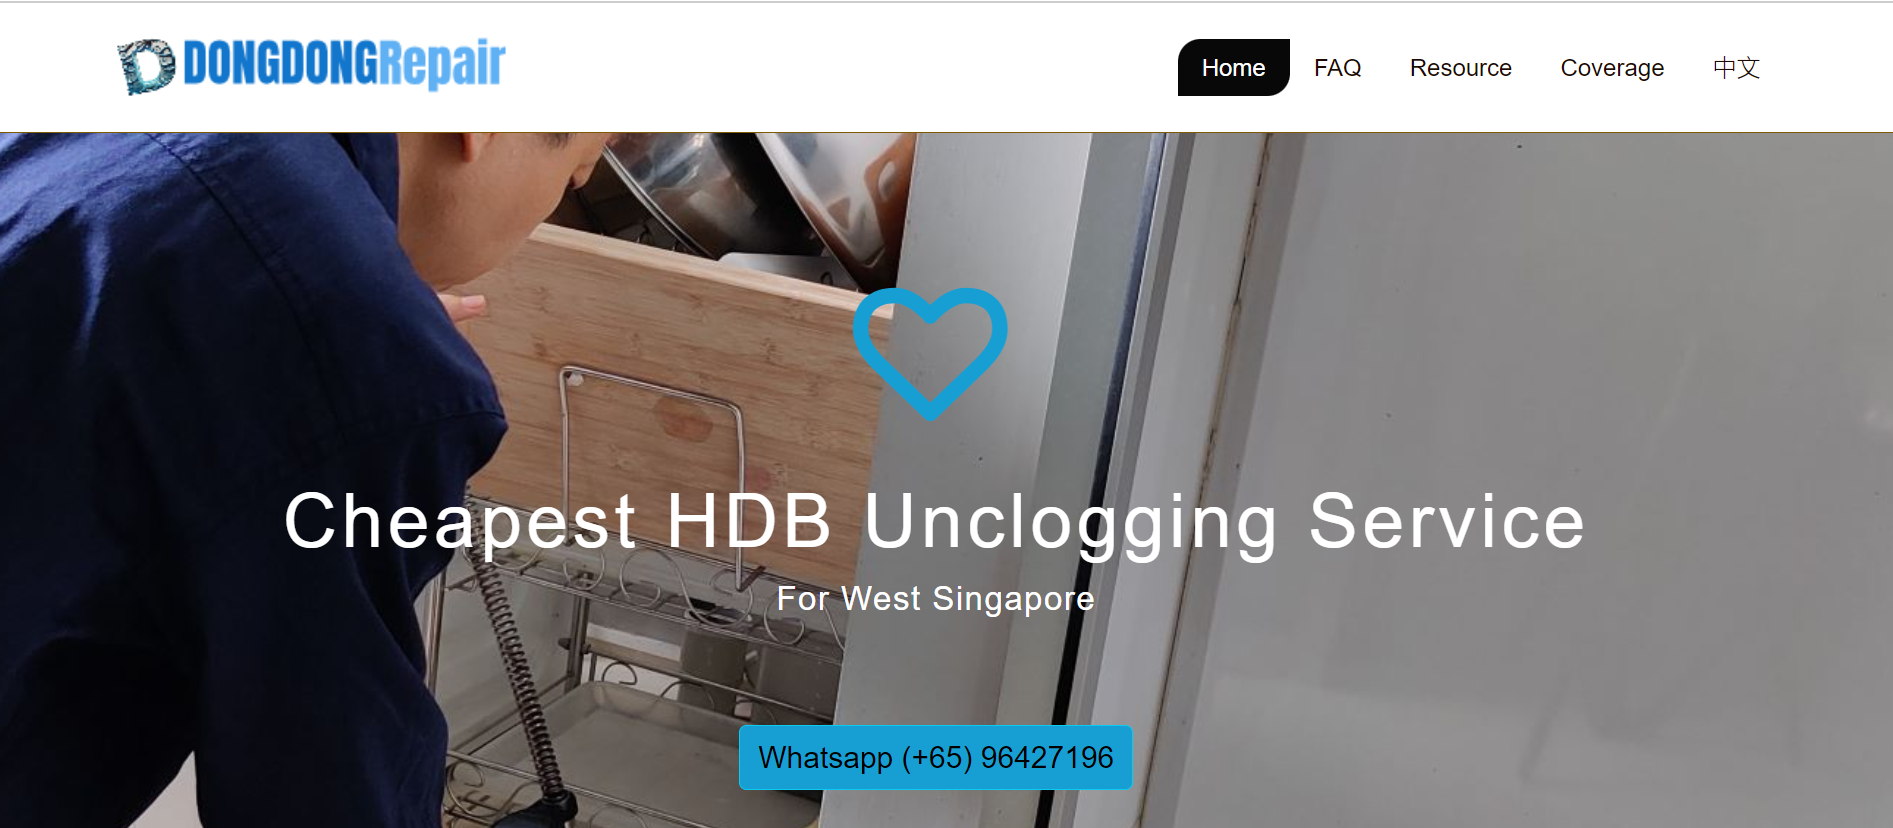 DONGDONGRepair
Home FAQ Resource Coverage 中文
Cheapest HDB Unclogging Service
For West Singapore
Whatsapp (+65) 96427196